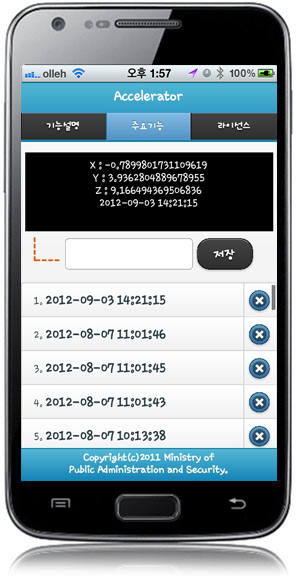 olleh 오후 1:57 100%
Accelerator
기능설명 주요기능 라이선스
X : -0.7899801731109619
Y : 3.9362804889678955
Z : 9.166494369506836
2012-09-03 14:21:15
저장
1. 2012-09-03 14:21:15
2. 2012-08-07 11:01:46
3. 2012-08-07 11:01:45
4. 2012-08-07 11:01:43
5. 2012-08-07 10:13:38
Copyright(c)2011 Ministry of
Public Administration and Security.